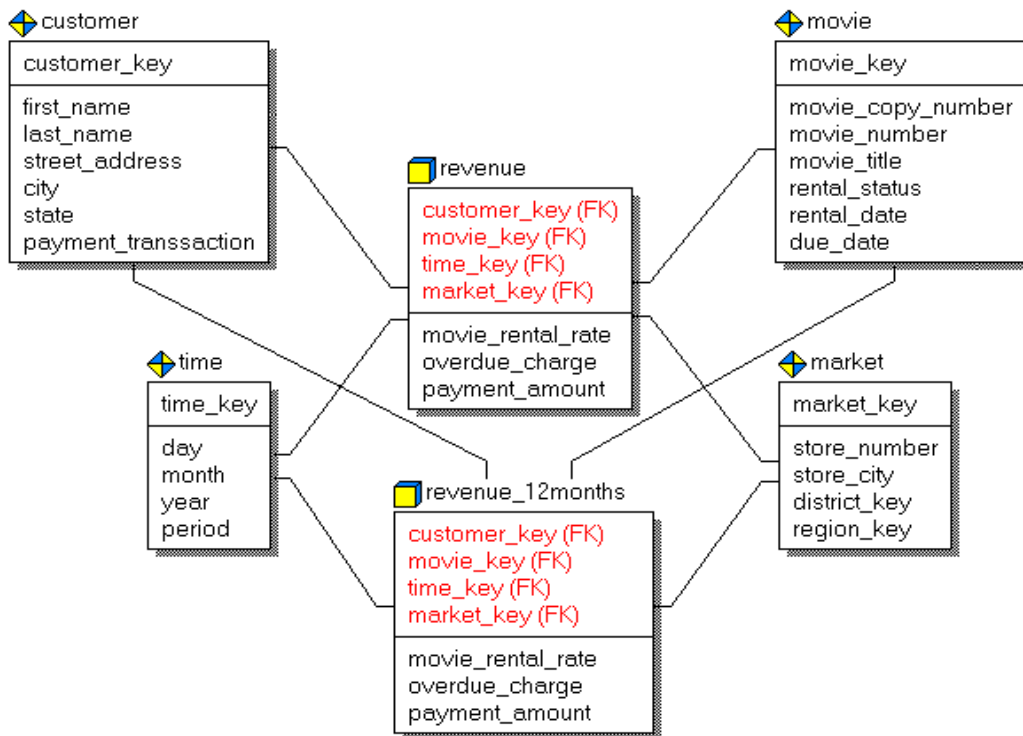 customer
customer_key
first_name
last_name
street_address
city
state
payment_transsaction
movie
movie_key
movie_copy_number
movie_number
movie_title
rental_status
rental_date
due_date
revenue
customer_key (FK)
movie_key (FK)
time_key (FK)
market_key (FK)
movie_rental_rate
overdue_charge
payment_amount
time
time_key
day
month
year
period
market
market_key
store_number
store_city
district_key
region_key
revenue_12months
customer_key (FK)
movie_key (FK)
time_key (FK)
market_key (FK)
movie_rental_rate
overdue_charge
payment_amount